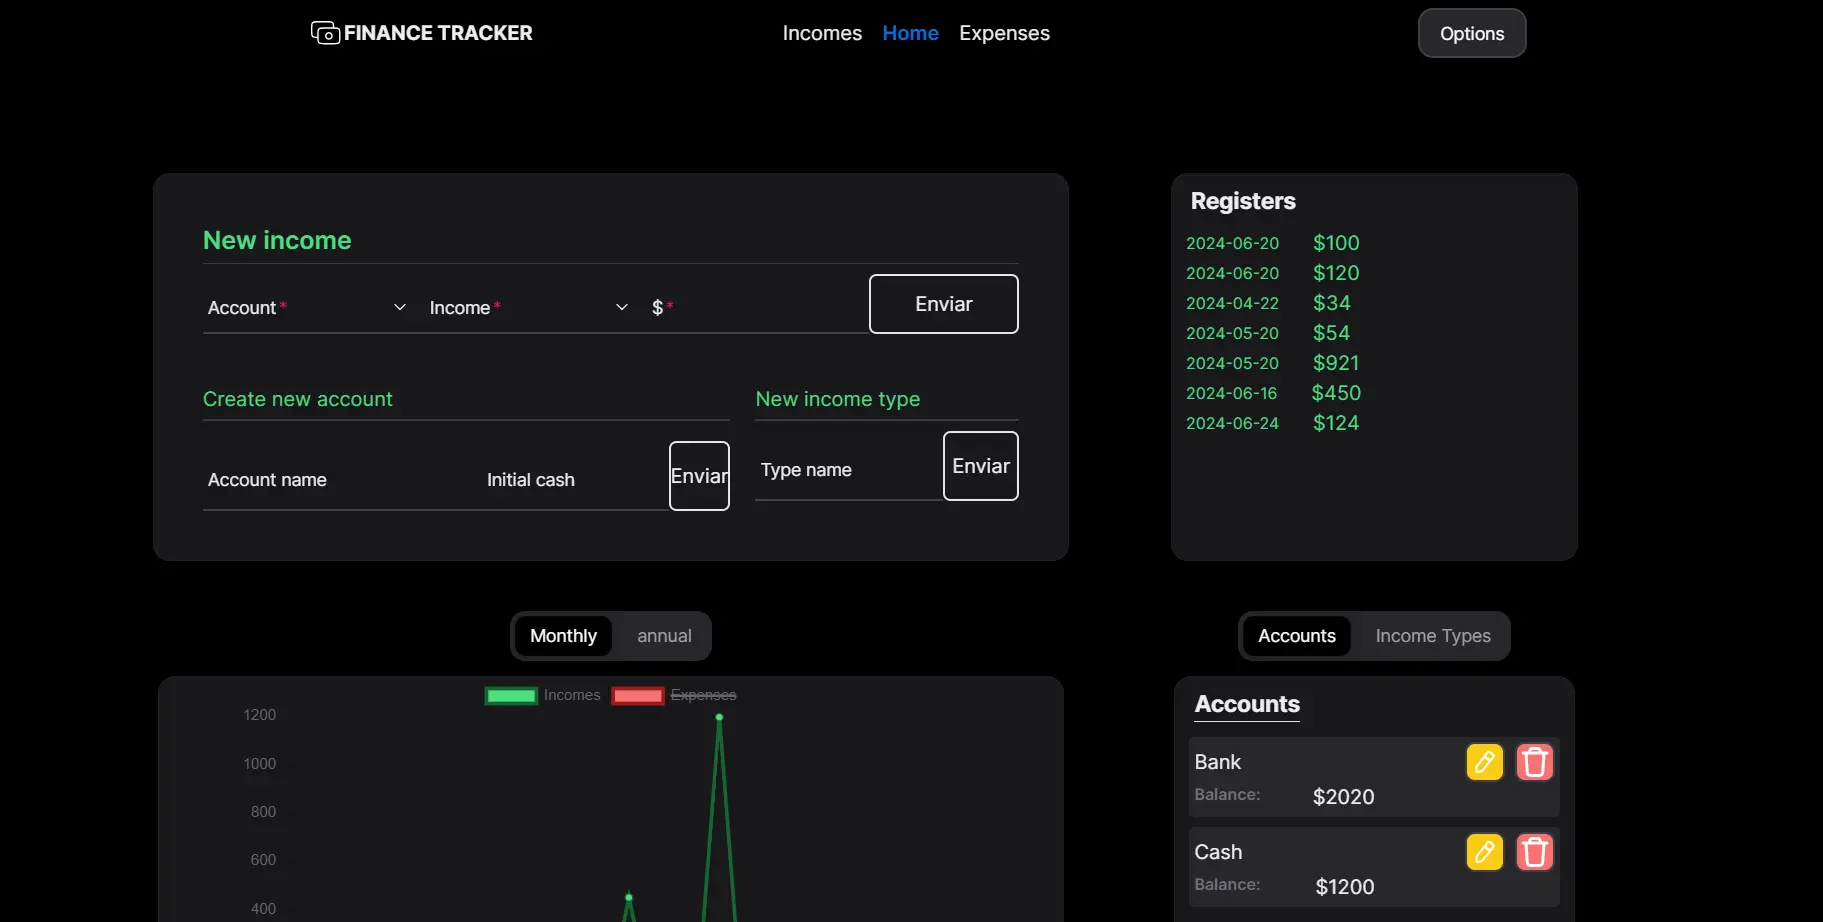 FINANCE TRACKER
Incomes Home Expenses
Options
New income
Account* Income* $* Enviar
Create new account
Account name Initial cash Enviar
New income type
Type name Enviar
Registers
2024-06-20 $100
2024-06-20 $120
2024-04-22 $34
2024-05-20 $54
2024-05-20 $921
2024-06-16 $450
2024-06-24 $124
Monthly annual
Incomes Expenses
1200
1000
800
600
400
Accounts Income Types
Accounts
Bank
Balance: $2020
Cash
Balance: $1200